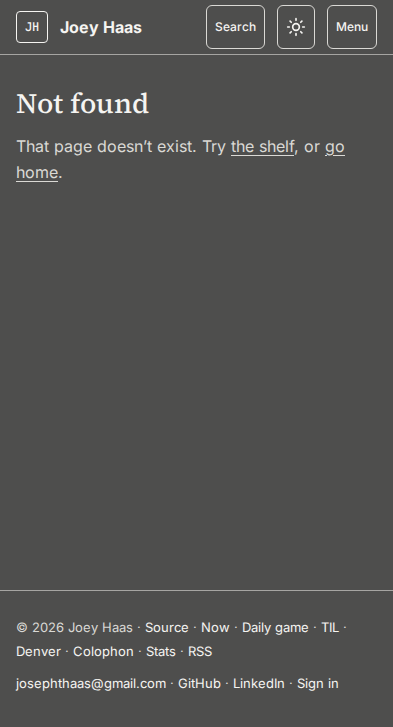 JH Joey Haas Search Menu
Not found
That page doesn’t exist. Try the shelf, or go
home.
© 2026 Joey Haas · Source · Now · Daily game · TIL ·
Denver · Colophon · Stats · RSS
josephthaas@gmail.com · GitHub · LinkedIn · Sign in